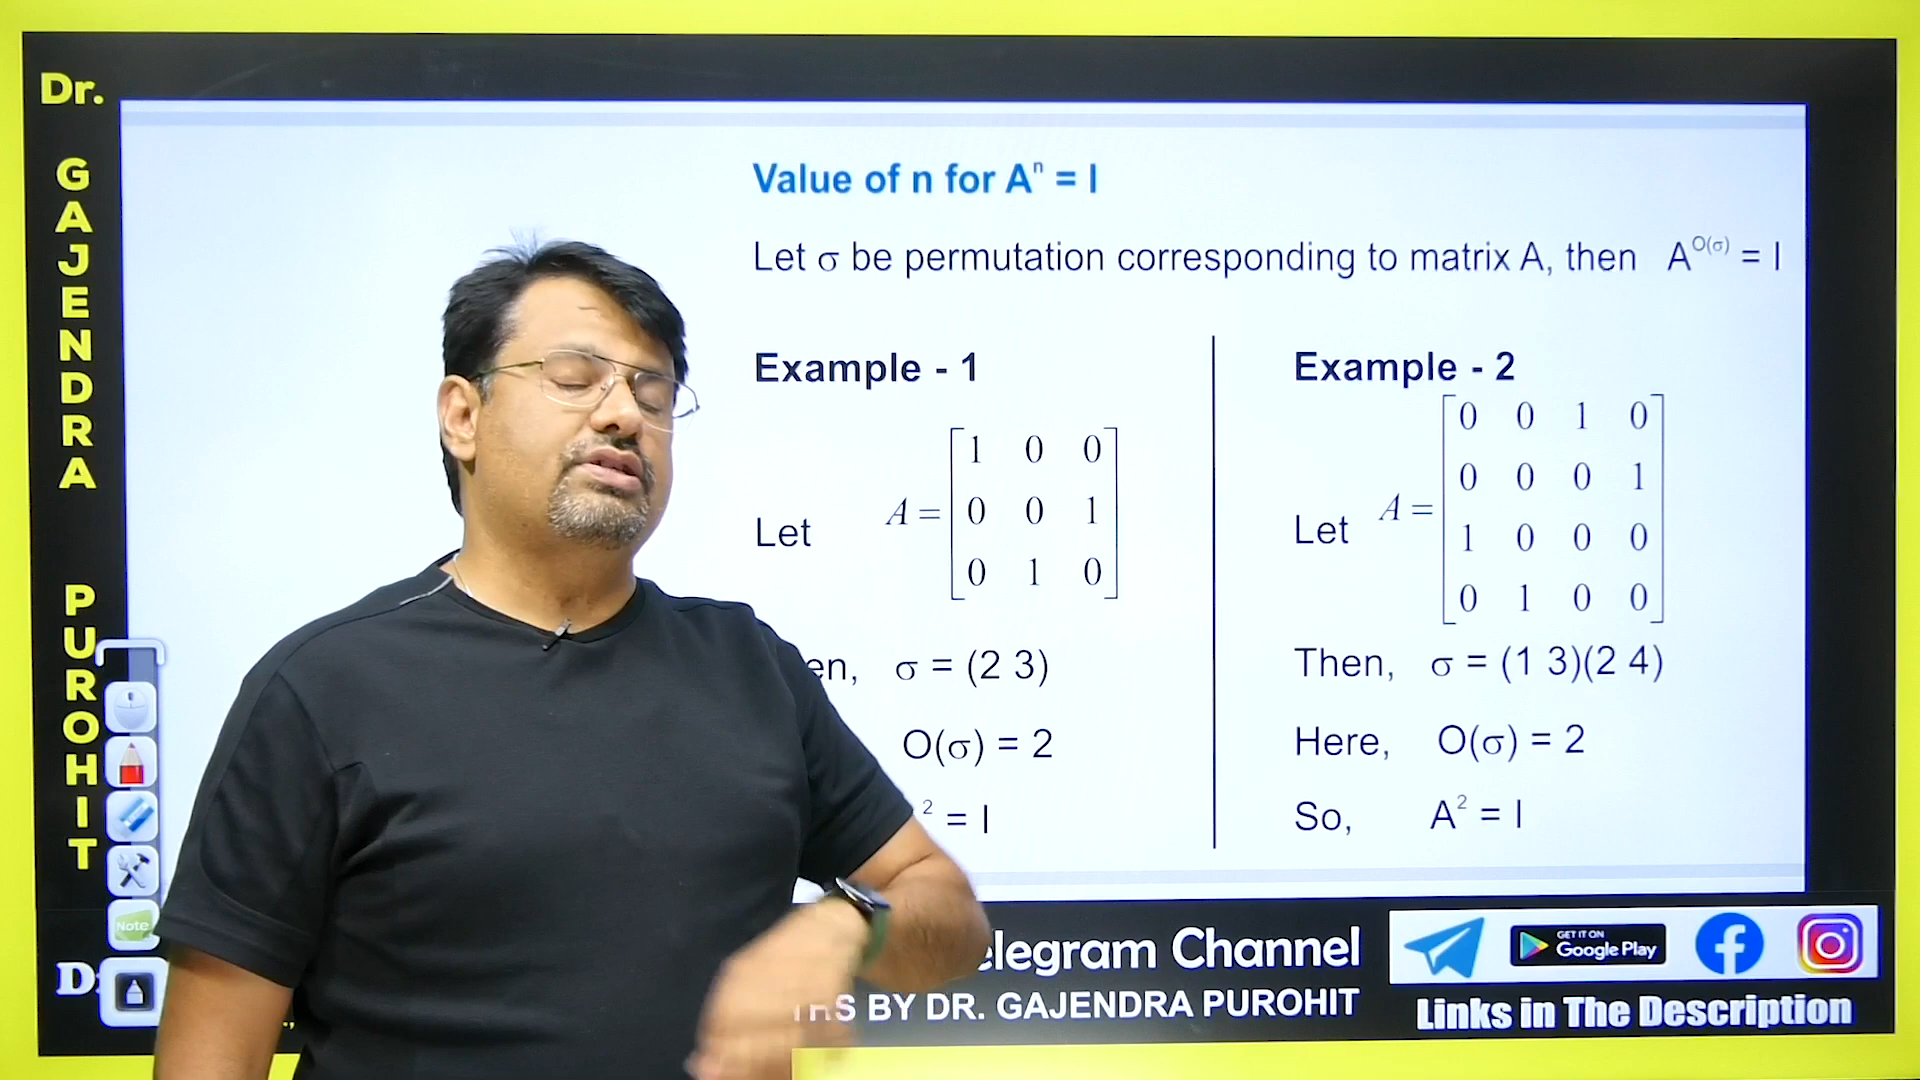 Dr.
GAJENDRA
PUROHIT
Value of n for Aⁿ = I
Let σ be permutation corresponding to matrix A, then A^O(σ) = I
Example - 1
Let A = [1 0 0
0 0 1
0 1 0]
σ = (2 3)
O(σ) = 2
² = I
Example - 2
Let A = [0 0 1 0
0 0 0 1
1 0 0 0
0 1 0 0]
Then, σ = (1 3)(2 4)
Here, O(σ) = 2
So, A² = I
Note
Channel
BY DR. GAJENDRA PUROHIT
GET IT ON
Google Play
Links in The Description